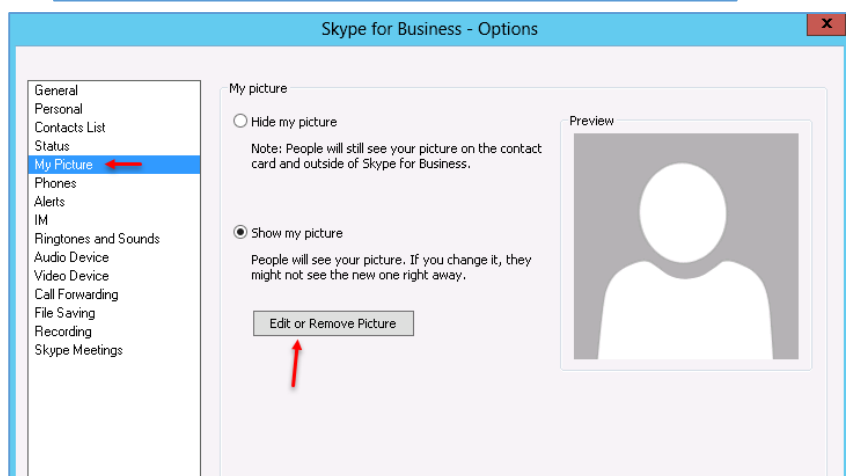 Skype for Business - Options
x
General
Personal
Contacts List
Status
My Picture
Phones
Alerts
IM
Ringtones and Sounds
Audio Device
Video Device
Call Forwarding
File Saving
Recording
Skype Meetings
My picture
Hide my picture
Note: People will still see your picture on the contact
card and outside of Skype for Business.
Show my picture
People will see your picture. If you change it, they
might not see the new one right away.
Edit or Remove Picture
Preview